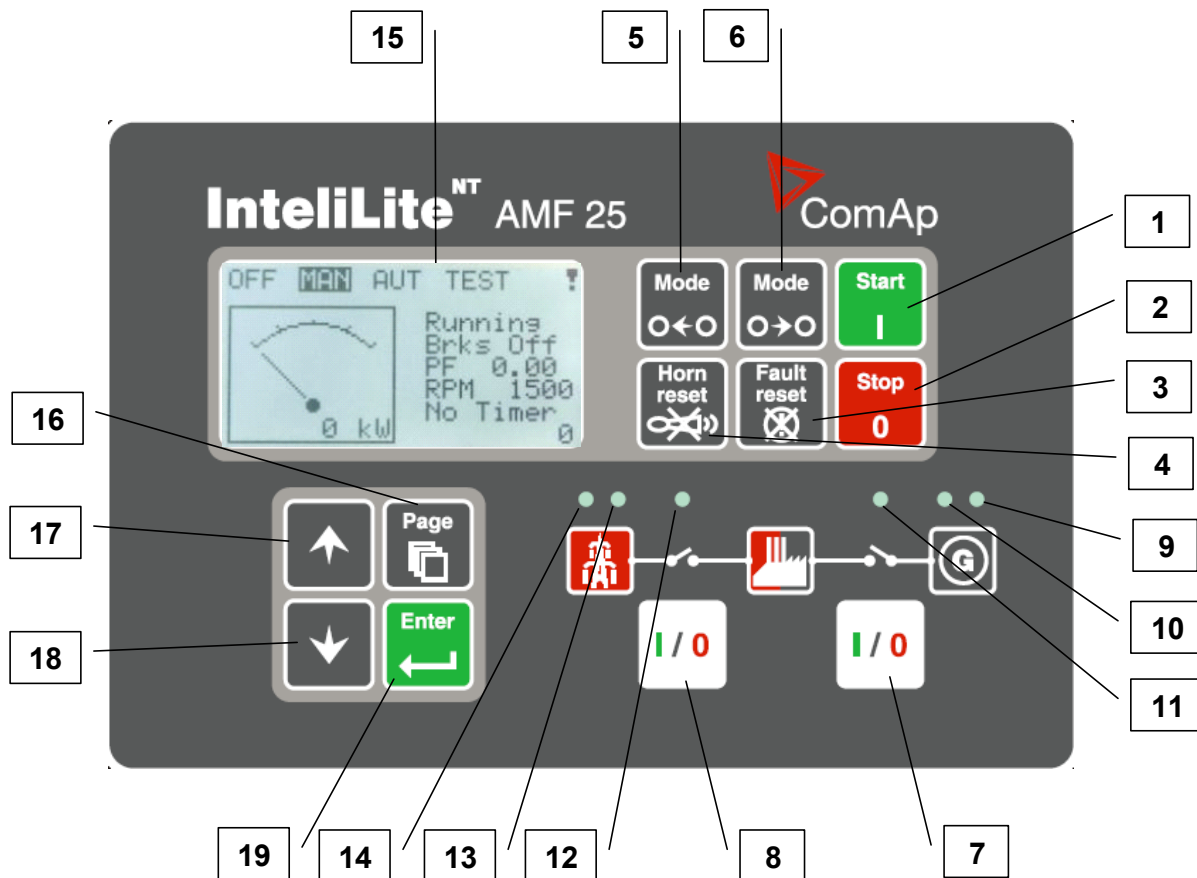 15
5
6
InteliLite NT AMF 25
ComAp
1
OFF MAN AUT TEST !
Mode
Mode
Start
I
2
Running
Brks Off
PF 0.00
RPM 1500
No Timer
0 kW
0
Horn reset
Fault reset
Stop
0
3
16
4
17
Page
9
G
10
Enter
18
I / 0
I / 0
11
19
14
13
12
8
7